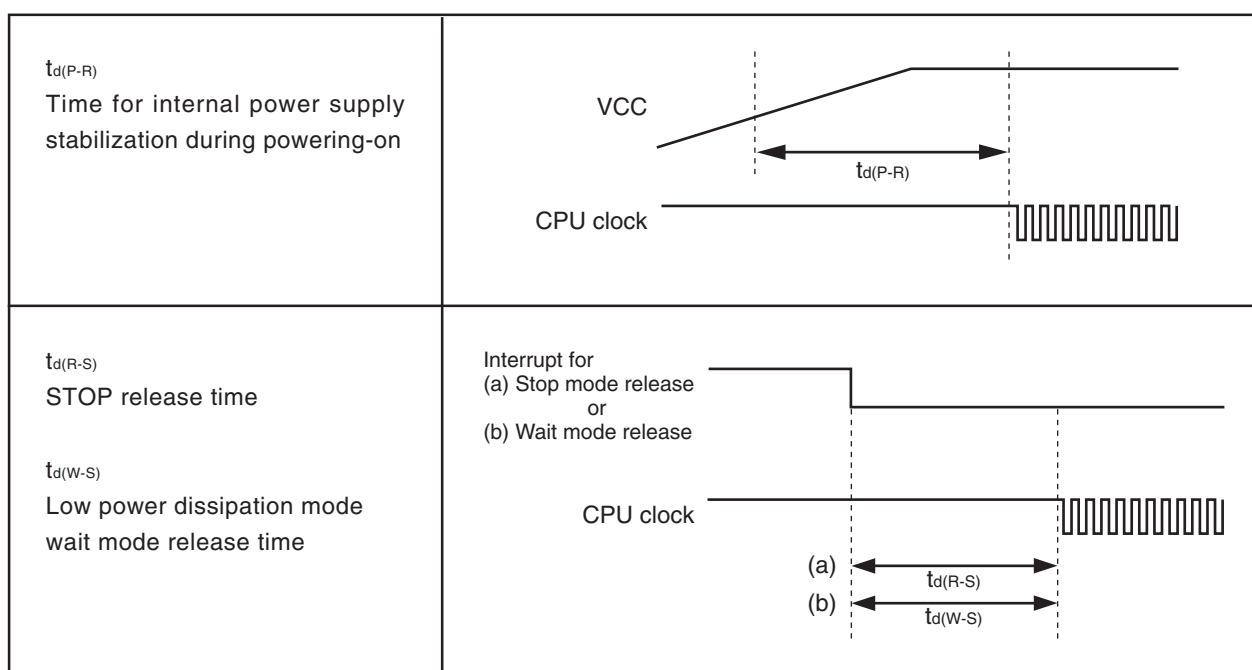 td(P-R)
Time for internal power supply
stabilization during powering-on
VCC
td(P-R)
CPU clock
td(R-S)
STOP release time
td(W-S)
Low power dissipation mode
wait mode release time
Interrupt for
(a) Stop mode release
or
(b) Wait mode release
CPU clock
(a)
td(R-S)
(b)
td(W-S)